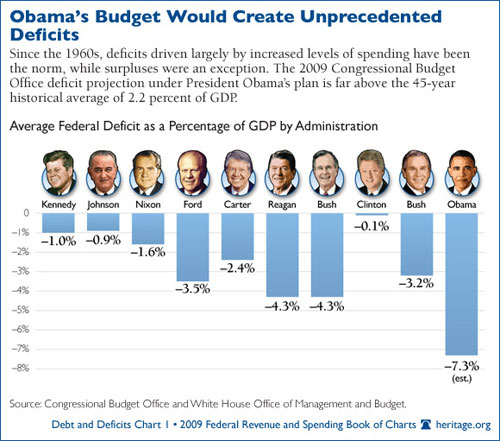 Obama's Budget Would Create Unprecedented
Deficits
Since the 1960s, deficits driven largely by increased levels of spending have been
the norm, while surpluses were an exception. The 2009 Congressional Budget
Office deficit projection under President Obama's plan is far above the 45-year
historical average of 2.2 percent of GDP.
Average Federal Deficit as a Percentage of GDP by Administration
Kennedy Johnson Nixon Ford Carter Reagan Bush Clinton Bush Obama
0
–1%
–2%
–3%
–4%
–5%
–6%
–7%
–8%
–1.0% –0.9% –1.6% –3.5% –2.4% –4.3% –4.3% –0.1% –3.2% –7.3%
(est.)
Source: Congressional Budget Office and White House Office of Management and Budget.
Debt and Deficits Chart 1 • 2009 Federal Revenue and Spending Book of Charts heritage.org